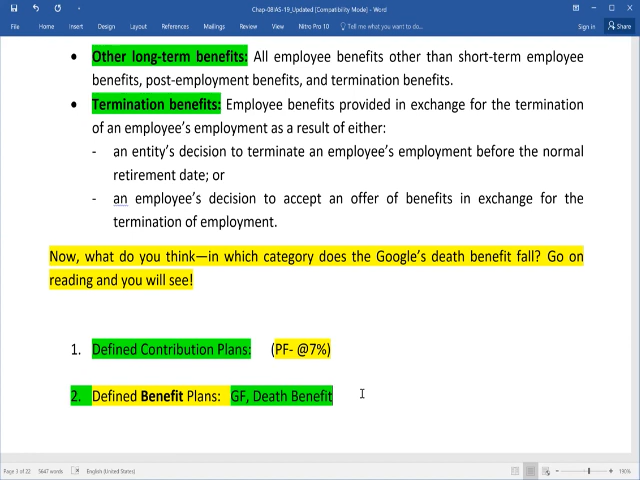 Chap-08 IAS-19_Updated [Compatibility Mode] - Word
File Home Insert Design Layout References Mailings Review View Nitro Pro 10 Tell me what you want to do... Sign in Share
• Other long-term benefits: All employee benefits other than short-term employee
benefits, post-employment benefits, and termination benefits.
• Termination benefits: Employee benefits provided in exchange for the termination
of an employee's employment as a result of either:
- an entity's decision to terminate an employee's employment before the normal
retirement date; or
- an employee's decision to accept an offer of benefits in exchange for the
termination of employment.
Now, what do you think—in which category does the Google's death benefit fall? Go on
reading and you will see!
1. Defined Contribution Plans: (PF- @7%)
2. Defined Benefit Plans: GF, Death Benefit
Page 3 of 22 5647 words English (United States) 190%